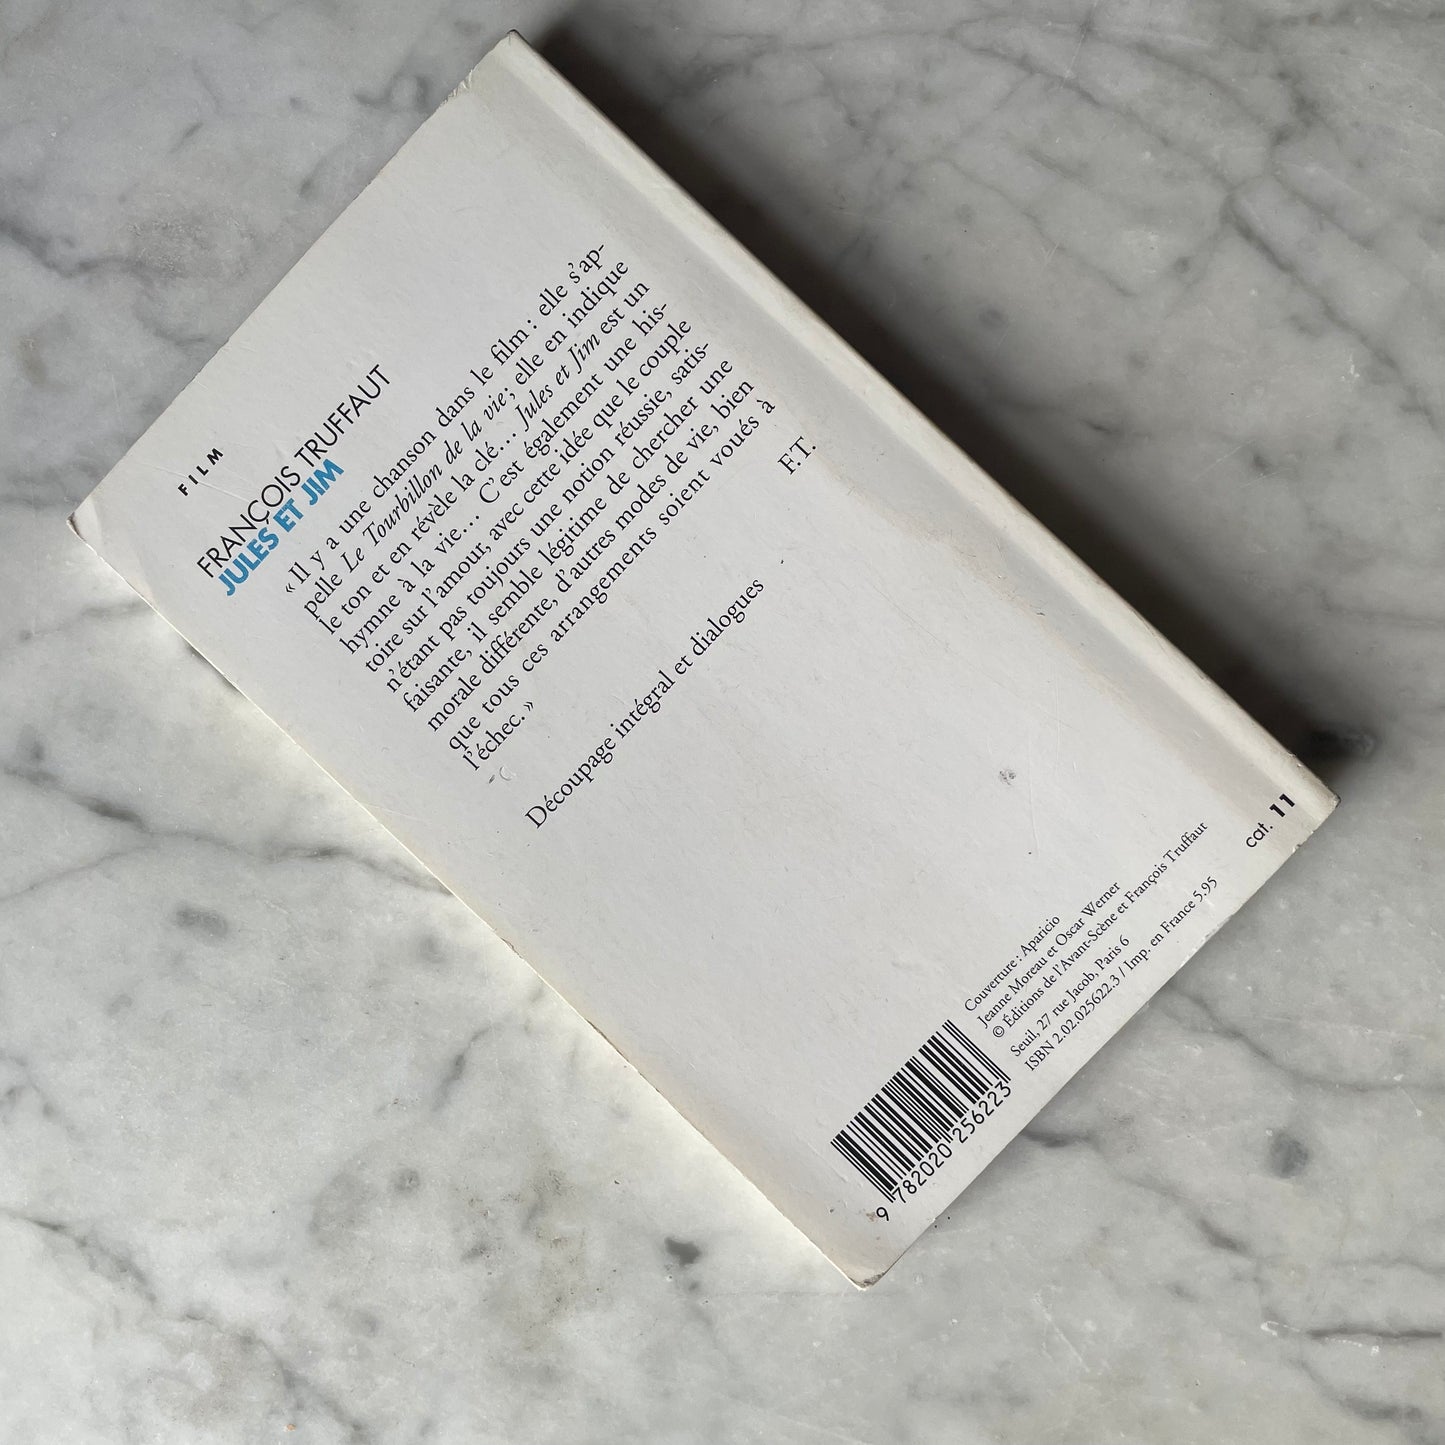 FILM
FRANÇOIS TRUFFAUT
JULES ET JIM
« Il y a une chanson dans le film : elle s'ap-
pelle Le Tourbillon de la vie ; elle en indique
le ton et en révèle la clé... Jules et Jim est un
hymne à la vie.... C'est également une his-
toire sur l'amour, avec cette idée que le couple
n'étant pas toujours une notion réussie, satis-
faisante, il semble légitime de chercher une
morale différente, d'autres modes de vie, bien
que tous ces arrangements soient voués à
l'échec. »
F.T.
Découpage intégral et dialogues
Couverture : Aparicio
Jeanne Moreau et Oscar Werner
© Éditions de l'Avant-Scène et François Truffaut
Seuil, 27 rue Jacob, Paris 6
ISBN 2.02.025622.3 / Imp. en France 5.95
cat. 11
9 782020 256223